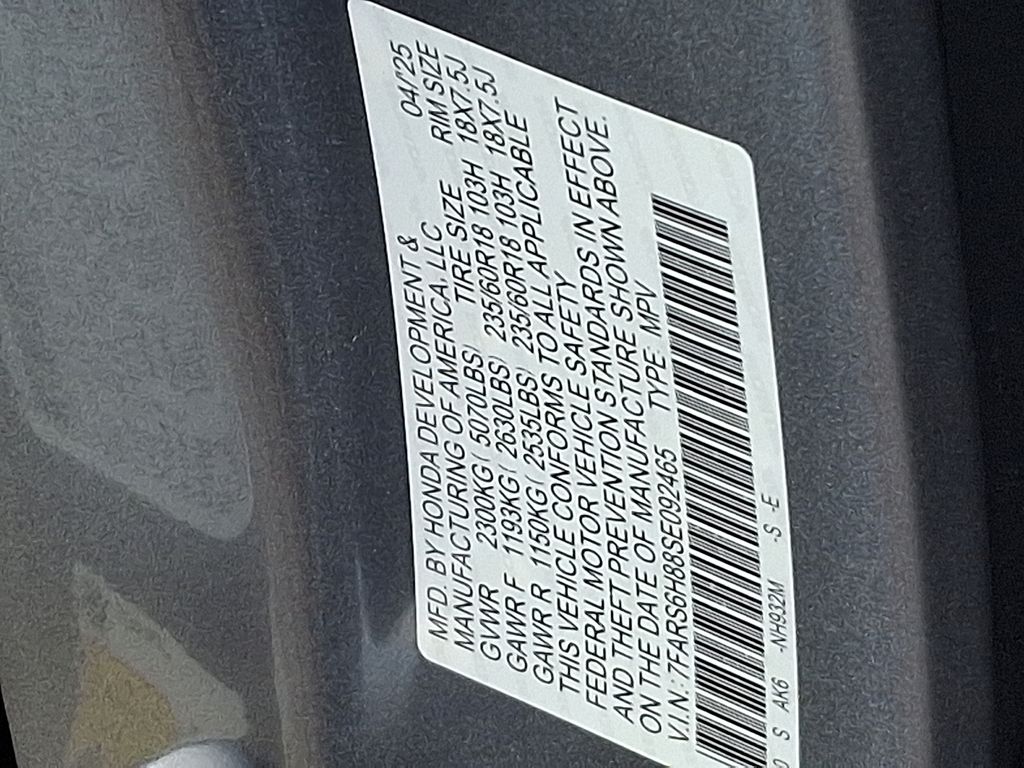 MFD. BY HONDA DEVELOPMENT & 04/'25
MANUFACTURING OF AMERICA, LLC
GVWR 2300KG( 5070LBS) TIRE SIZE RIM SIZE
GAWR F 1193KG( 2630LBS) 235/60R18 103H 18X7.5J
GAWR R 1150KG( 2535LBS) 235/60R18 103H 18X7.5J
THIS VEHICLE CONFORMS TO ALL APPLICABLE
FEDERAL MOTOR VEHICLE SAFETY
AND THEFT PREVENTION STANDARDS IN EFFECT
ON THE DATE OF MANUFACTURE SHOWN ABOVE.
V.I.N.:7FARS6H88SE092465 TYPE MPV
S AK6 -NH932M -S -E